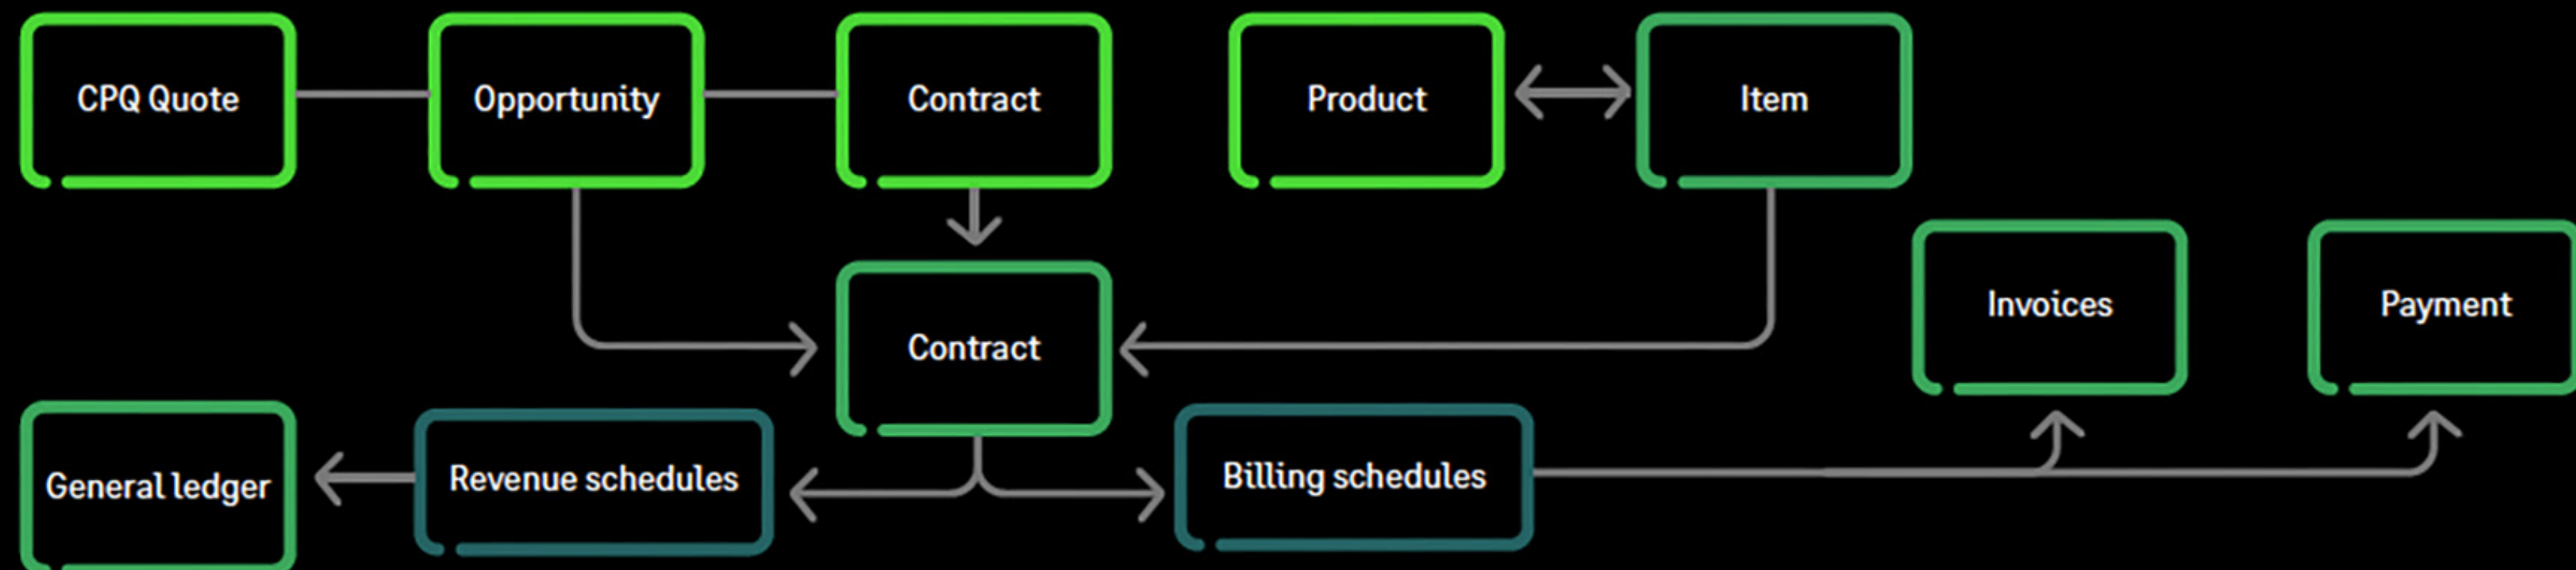 CPQ Quote
Opportunity
Contract
Product
Item
Invoices
Payment
Contract
General ledger
Revenue schedules
Billing schedules